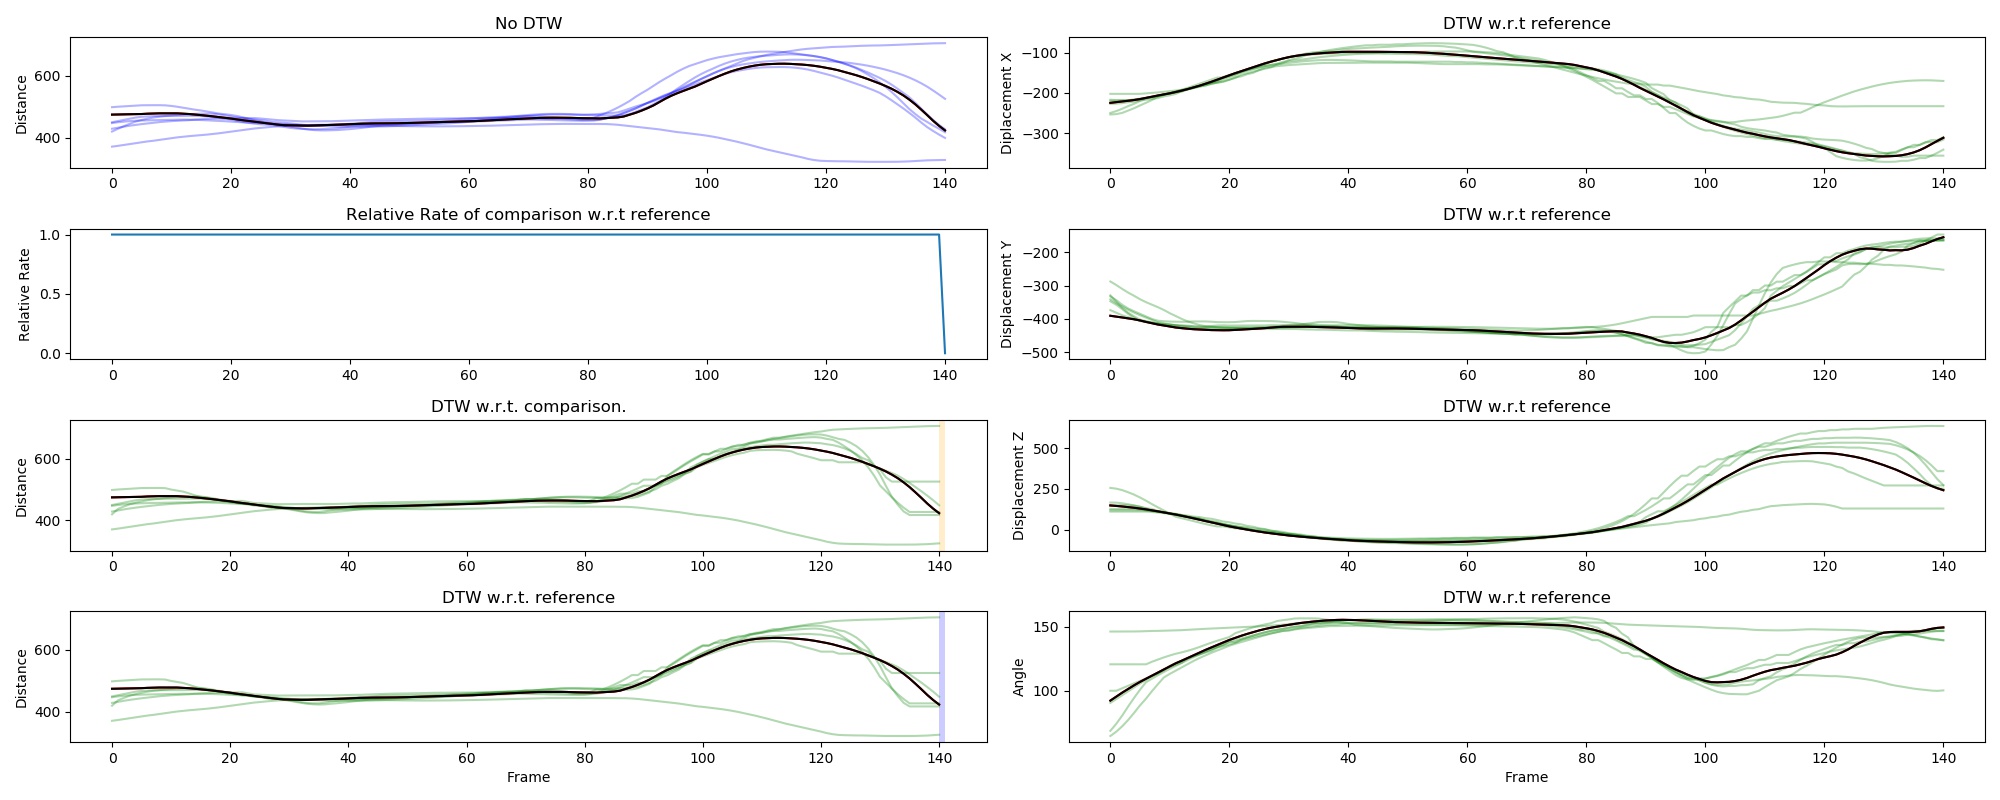 No DTW
Distance
600
400
0 20 40 60 80 100 120 140
Relative Rate of comparison w.r.t reference
Relative Rate
1.0
0.5
0.0
0 20 40 60 80 100 120 140
DTW w.r.t. comparison.
Distance
600
400
0 20 40 60 80 100 120 140
DTW w.r.t. reference
Distance
600
400
0 20 40 60 80 100 120 140
Frame
DTW w.r.t reference
Diplacement X
−100
−200
−300
0 20 40 60 80 100 120 140
DTW w.r.t reference
Displacement Y
−200
−300
−400
−500
0 20 40 60 80 100 120 140
DTW w.r.t reference
Displacement Z
500
250
0
0 20 40 60 80 100 120 140
DTW w.r.t reference
Angle
150
100
0 20 40 60 80 100 120 140
Frame